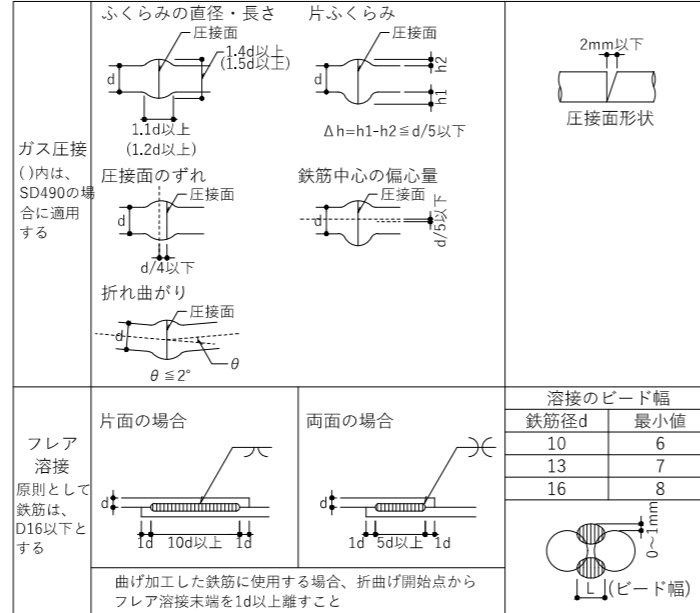 ガス圧接
( )内は、
SD490の場
合に適用
する
ふくらみの直径・長さ
圧接面
1.4d以上
(1.5d以上)
d
1.1d以上
(1.2d以上)
片ふくらみ
圧接面
h2
d
h1
Δh=h1-h2≦d/5以下
2mm以下
圧接面形状
圧接面のずれ
圧接面
d
d/4以下
鉄筋中心の偏心量
圧接面
d
d/5以下
折れ曲がり
圧接面
d
θ
θ≦2°
フレア
溶接
原則として
鉄筋は、
D16以下と
する
片面の場合
d
1d 10d以上 1d
両面の場合
d
1d 5d以上 1d
曲げ加工した鉄筋に使用する場合、折曲げ開始点から
フレア溶接末端を1d以上離すこと
溶接のビード幅
鉄筋径d 最小値
10 6
13 7
16 8
0〜1mm
L (ビード幅)